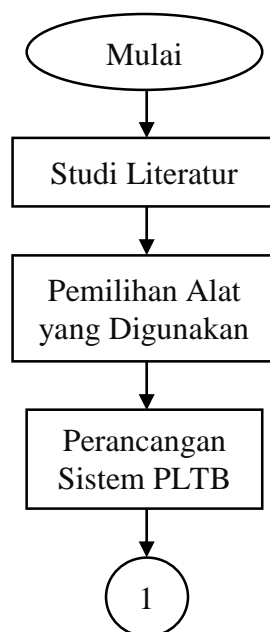 Mulai
Studi Literatur
Pemilihan Alat
yang Digunakan
Perancangan
Sistem PLTB
1